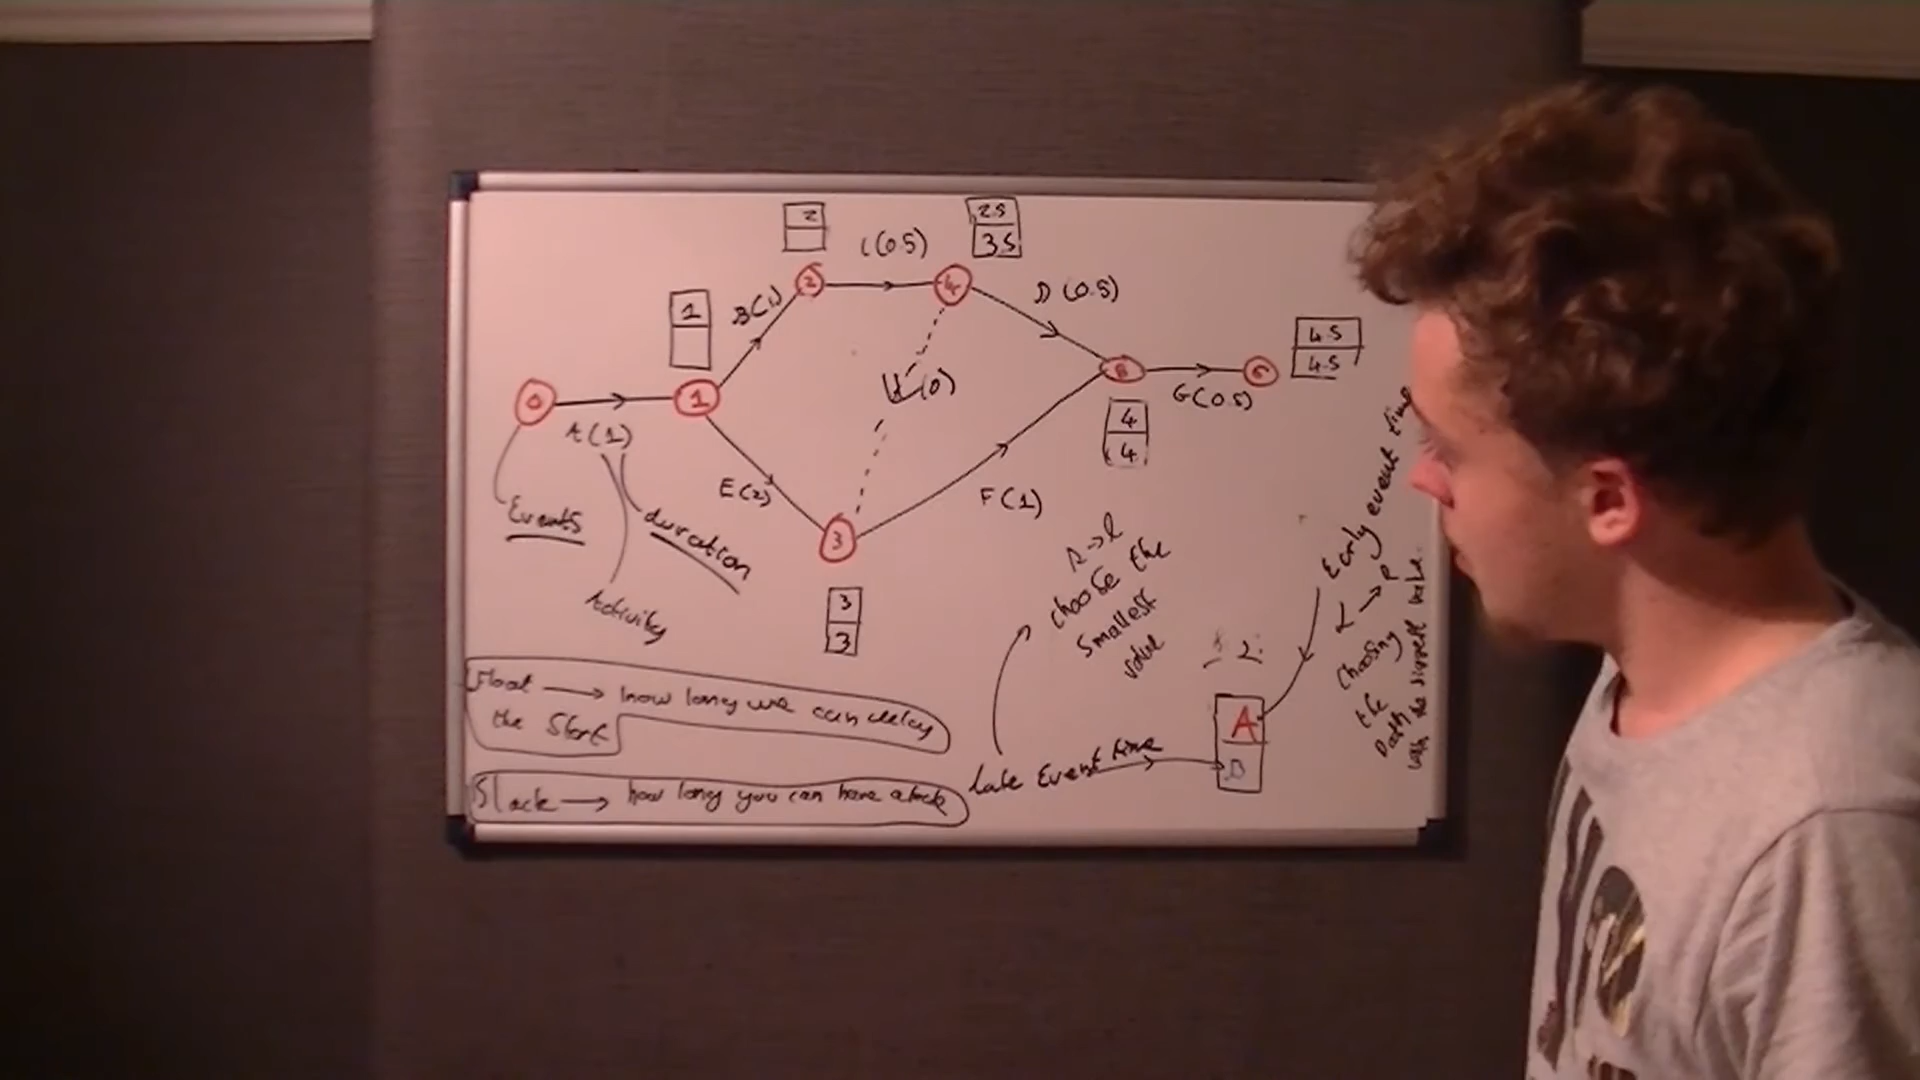 2
2.5
3.5
C(0.5)
1
B(1)
2
4
D(0.5)
4.5
4.5
0
1
(0)
G(0.5)
A(1)
4
4
E(2)
F(1)
Events
duration
3
Activity
3
3
R→L
choose the
smallest
value
Early event time
L→R
Choosing
the
Path
Float → how long we can delay
the Start
A
Late Event time
Slack → how long you can have a